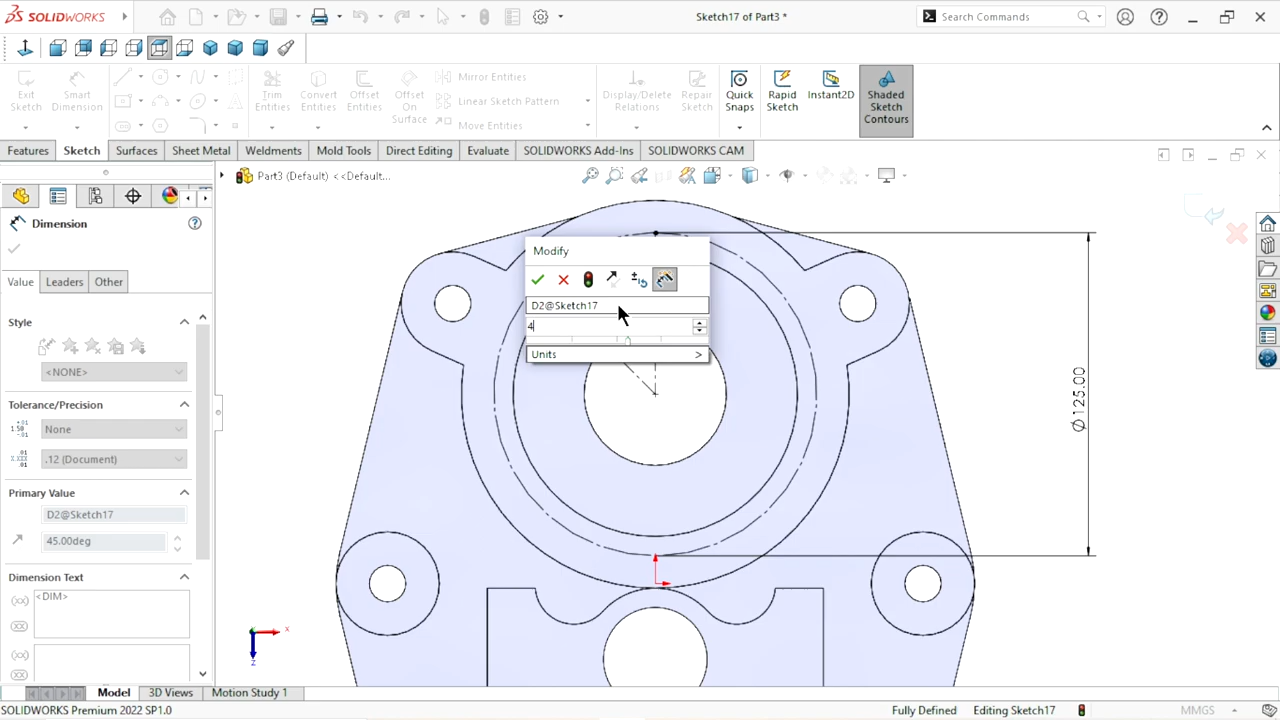 SOLIDWORKS
Sketch17 of Part3 *
Search Commands
Exit Sketch
Smart Dimension
Trim Entities
Convert Entities
Offset Entities
Offset On Surface
Mirror Entities
Linear Sketch Pattern
Move Entities
Display/Delete Relations
Repair Sketch
Quick Snaps
Rapid Sketch
Instant2D
Shaded Sketch Contours
Features Sketch Surfaces Sheet Metal Weldments Mold Tools Direct Editing Evaluate SOLIDWORKS Add-Ins SOLIDWORKS CAM
Part3 (Default) <<Default...
Dimension
Value Leaders Other
Style
<NONE>
Tolerance/Precision
None
.12 (Document)
Primary Value
D2@Sketch17
45.00deg
Dimension Text
<DIM>
Modify
D2@Sketch17
4
Units >
∅125.00
x
z
Model 3D Views Motion Study 1
SOLIDWORKS Premium 2022 SP1.0
Fully Defined Editing Sketch17 MMGS